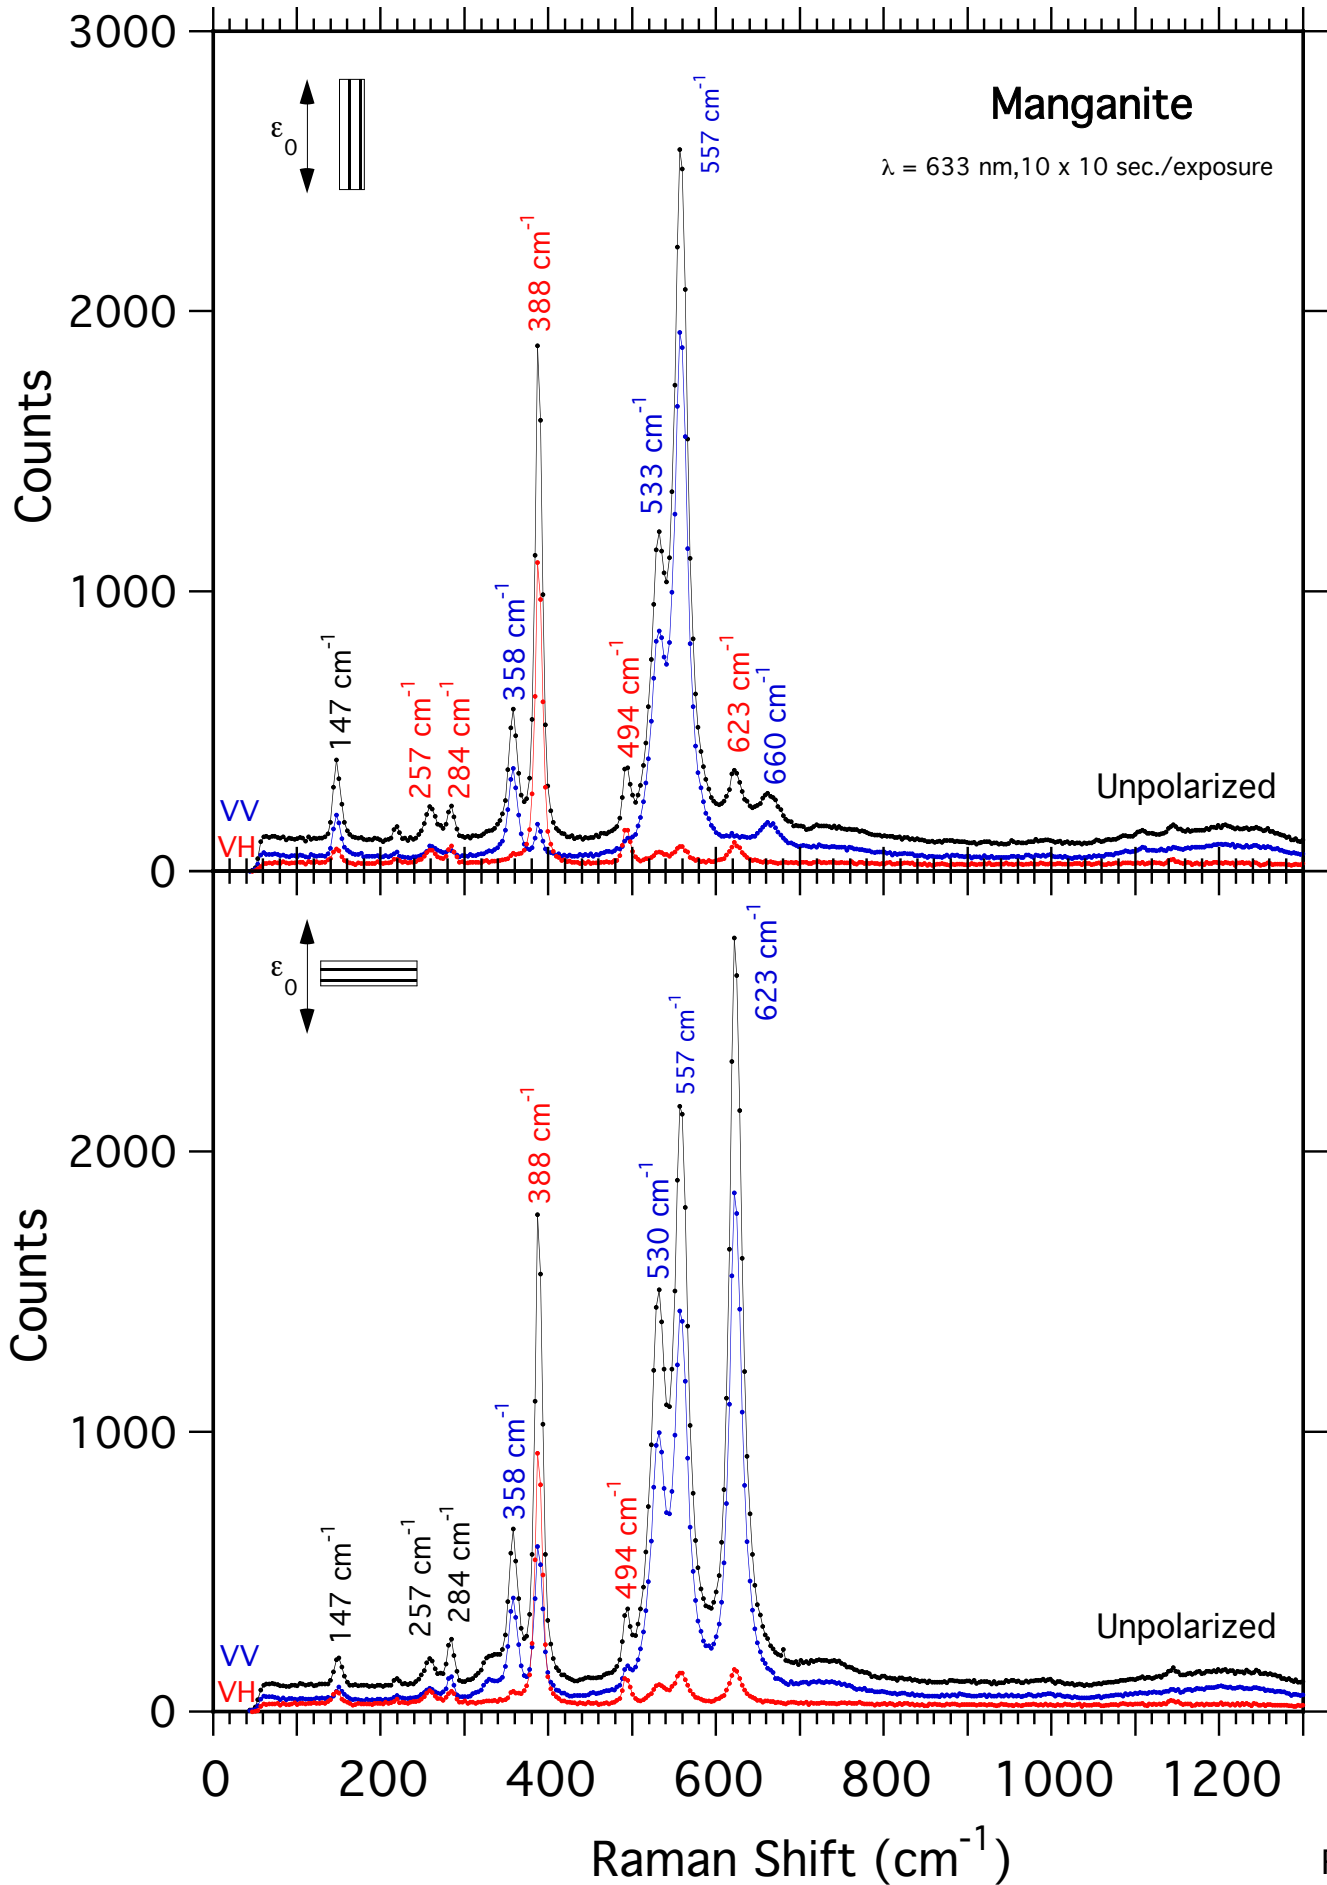 3000
2000
1000
0
Counts
ε0
Manganite
λ = 633 nm,10 x 10 sec./exposure
147 cm-1
257 cm-1
284 cm-1
358 cm-1
388 cm-1
494 cm-1
533 cm-1
557 cm-1
623 cm-1
660 cm-1
VV
VH
Unpolarized
2000
1000
0
Counts
ε0
147 cm-1
257 cm-1
284 cm-1
358 cm-1
388 cm-1
494 cm-1
530 cm-1
557 cm-1
623 cm-1
VV
VH
Unpolarized
0 200 400 600 800 1000 1200
Raman Shift (cm-1)